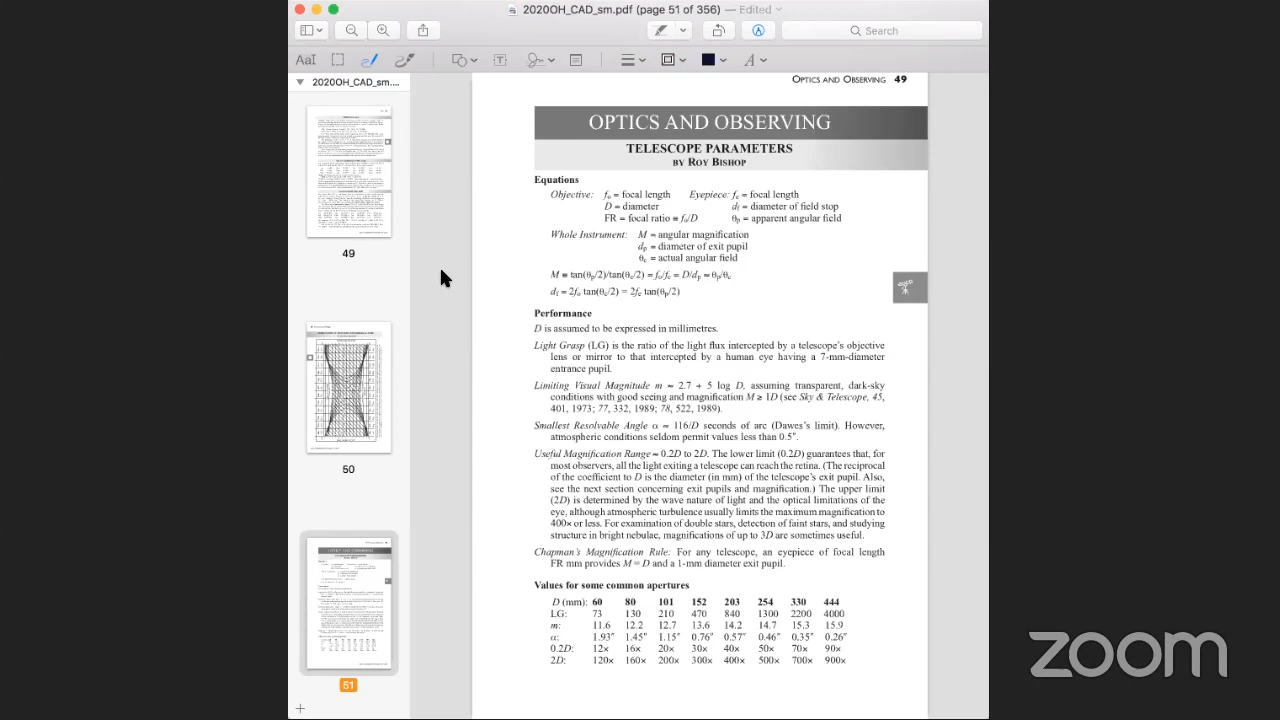 2020OH_CAD_sm.pdf (page 51 of 356) — Edited
Search
AaI
T
A
2020OH_CAD_sm....
49
50
51
OPTICS AND OBSERVING 49
OPTICS AND OBSERVING
TELESCOPE PARAMETERS
BY ROY BISHOP
Equations
Objective: fo = focal length Eyepiece: fe = focal length
D = diameter df = diameter of field stop
FR = focal ratio ≡ fo/D θp = apparent angular field
Whole Instrument: M = angular magnification
dp = diameter of exit pupil
θc = actual angular field
M ≡ tan(θp/2)/tan(θc/2) ≈ fo/fe = D/dp ≈ θp/θc
df = 2fo tan(θc/2) = 2fe tan(θp/2)
Performance
D is assumed to be expressed in millimetres.
Light Grasp (LG) is the ratio of the light flux intercepted by a telescope's objective
lens or mirror to that intercepted by a human eye having a 7-mm-diameter
entrance pupil.
Limiting Visual Magnitude m ≈ 2.7 + 5 log D, assuming transparent, dark-sky
conditions with good seeing and magnification M ≥ 1D (see Sky & Telescope, 45,
401, 1973; 77, 332, 1989; 78, 522, 1989).
Smallest Resolvable Angle α ≈ 116/D seconds of arc (Dawes's limit). However,
atmospheric conditions seldom permit values less than 0.5″.
Useful Magnification Range ≈ 0.2D to 2D. The lower limit (0.2D) guarantees that, for
most observers, all the light exiting a telescope can reach the retina. (The reciprocal
of the coefficient to D is the diameter (in mm) of the telescope's exit pupil. Also,
see the next section concerning exit pupils and magnification.) The upper limit
(2D) is determined by the wave nature of light and the optical limitations of the
eye, although atmospheric turbulence usually limits the maximum magnification to
400× or less. For examination of double stars, detection of faint stars, and studying
structure in bright nebulae, magnifications of up to 3D are sometimes useful.
Chapman's Magnification Rule: For any telescope, an eyepiece of focal length
FR mm provides M = D and a 1-mm diameter exit pupil.
Values for some common apertures
D (mm): 60 80 101 152 203 254 444
LG: 73 130 210 470 840 1300 2200 4000
m: 11.6 12.2 12.7 13.6 14.2 14.7 15.3 15.9
α: 1.93″ 1.45″ 1.15″ 0.76″ 0.57″ 0.46″ 0.35″ 0.26″
0.2D: 12× 16× 20× 30× 40× 50× 70× 90×
2D: 120× 160× 200× 300× 400× 500× 700× 900×
zoom